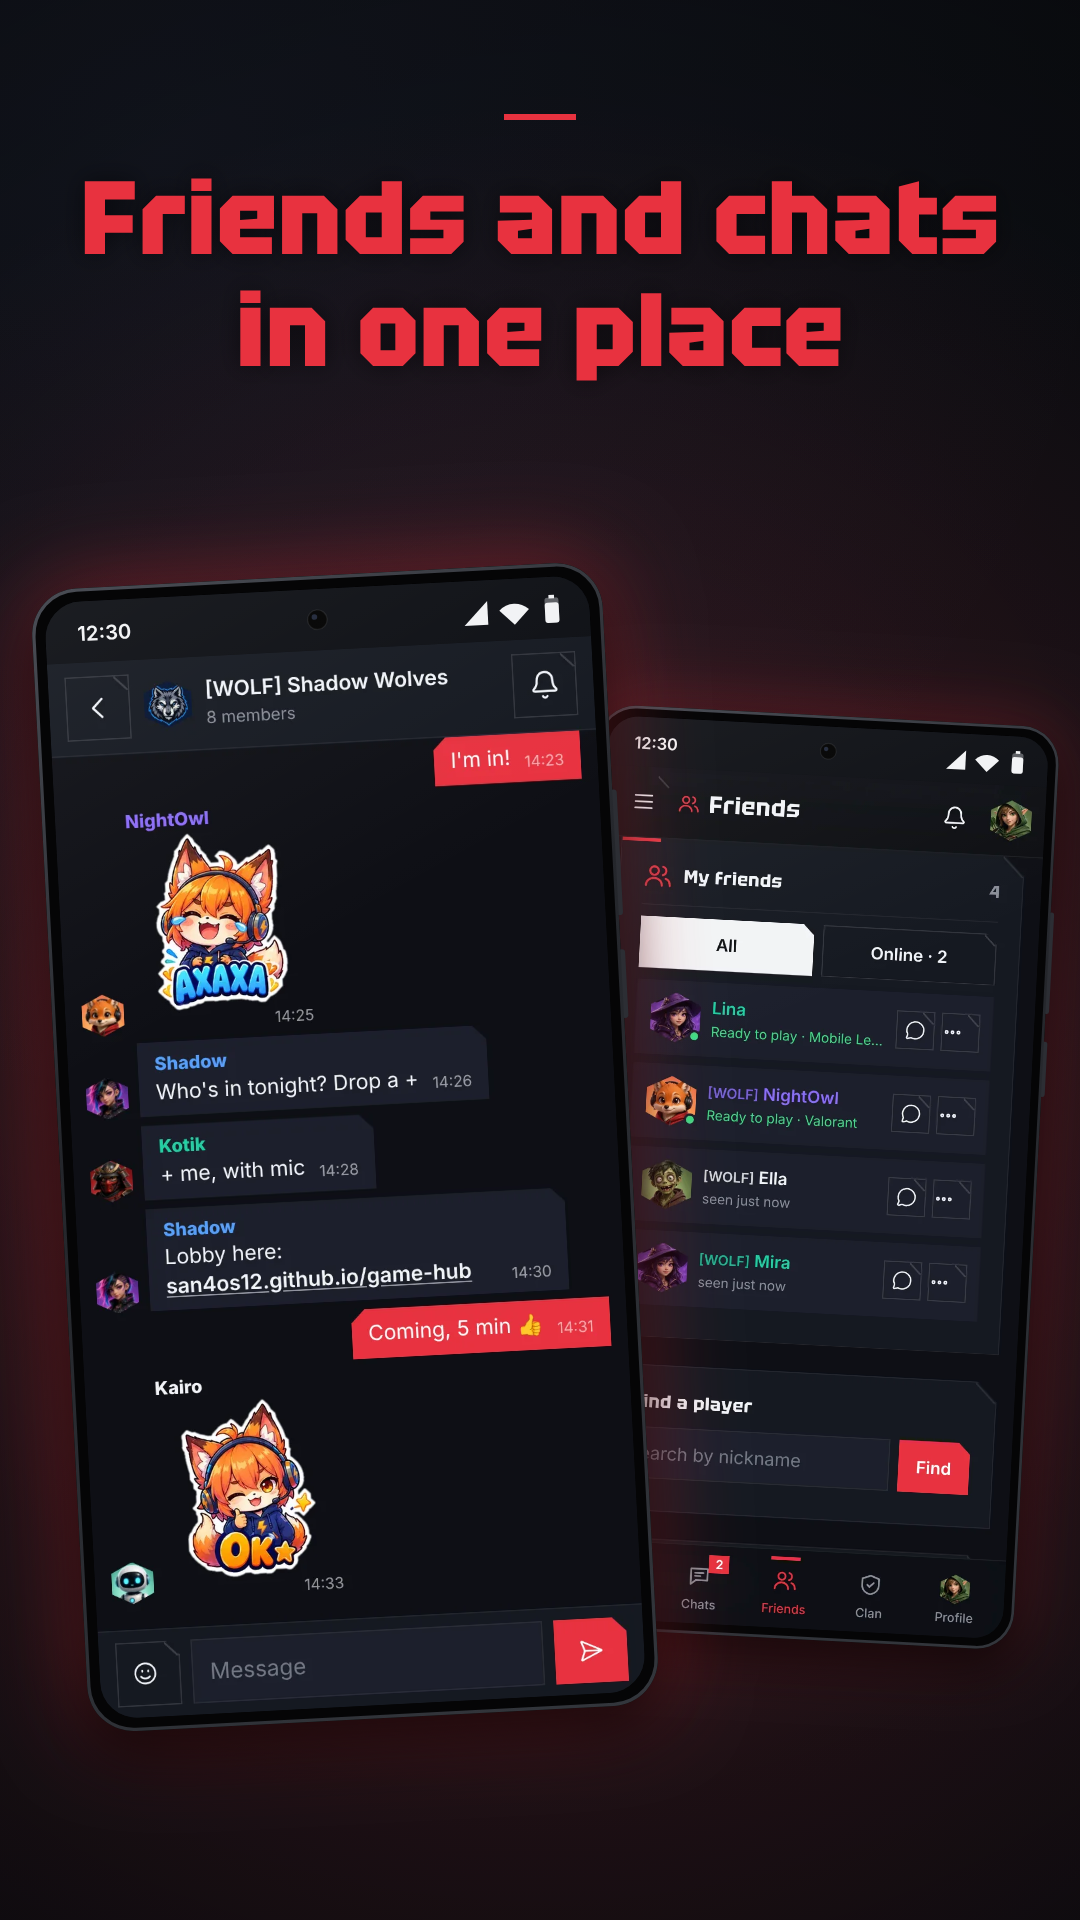 Friends and chats
in one place
12:30
[WOLF] Shadow Wolves
8 members
I'm in! 14:23
NightOwl
AXAXA
14:25
Shadow
Who's in tonight? Drop a + 14:26
Kotik
+ me, with mic 14:28
Shadow
Lobby here:
san4os12.github.io/game-hub 14:30
Coming, 5 min 👍 14:31
Kairo
OK
14:33
Message
12:30
Friends
My friends 4
All Online · 2
Lina
Ready to play · Mobile Le...
[WOLF] NightOwl
Ready to play · Valorant
[WOLF] Ella
seen just now
[WOLF] Mira
seen just now
ind a player
earch by nickname Find
2
Chats Friends Clan Profile